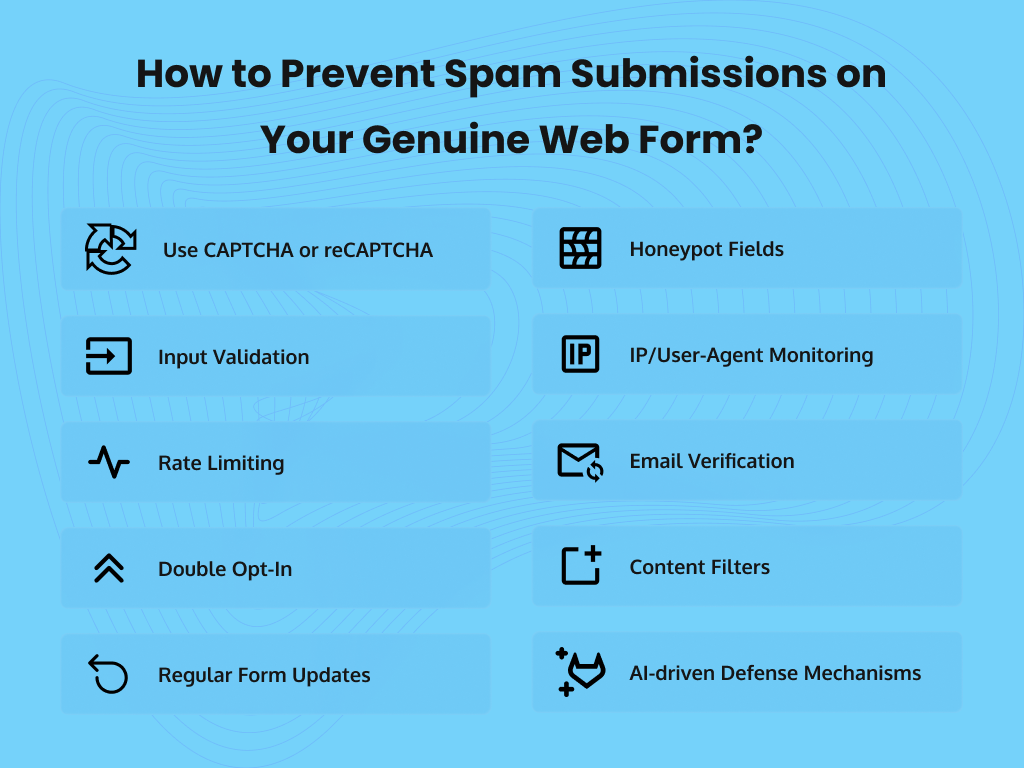 How to Prevent Spam Submissions on
Your Genuine Web Form?
Use CAPTCHA or reCAPTCHA
Honeypot Fields
Input Validation
IP
IP/User-Agent Monitoring
Rate Limiting
Email Verification
Double Opt-In
Content Filters
Regular Form Updates
AI-driven Defense Mechanisms